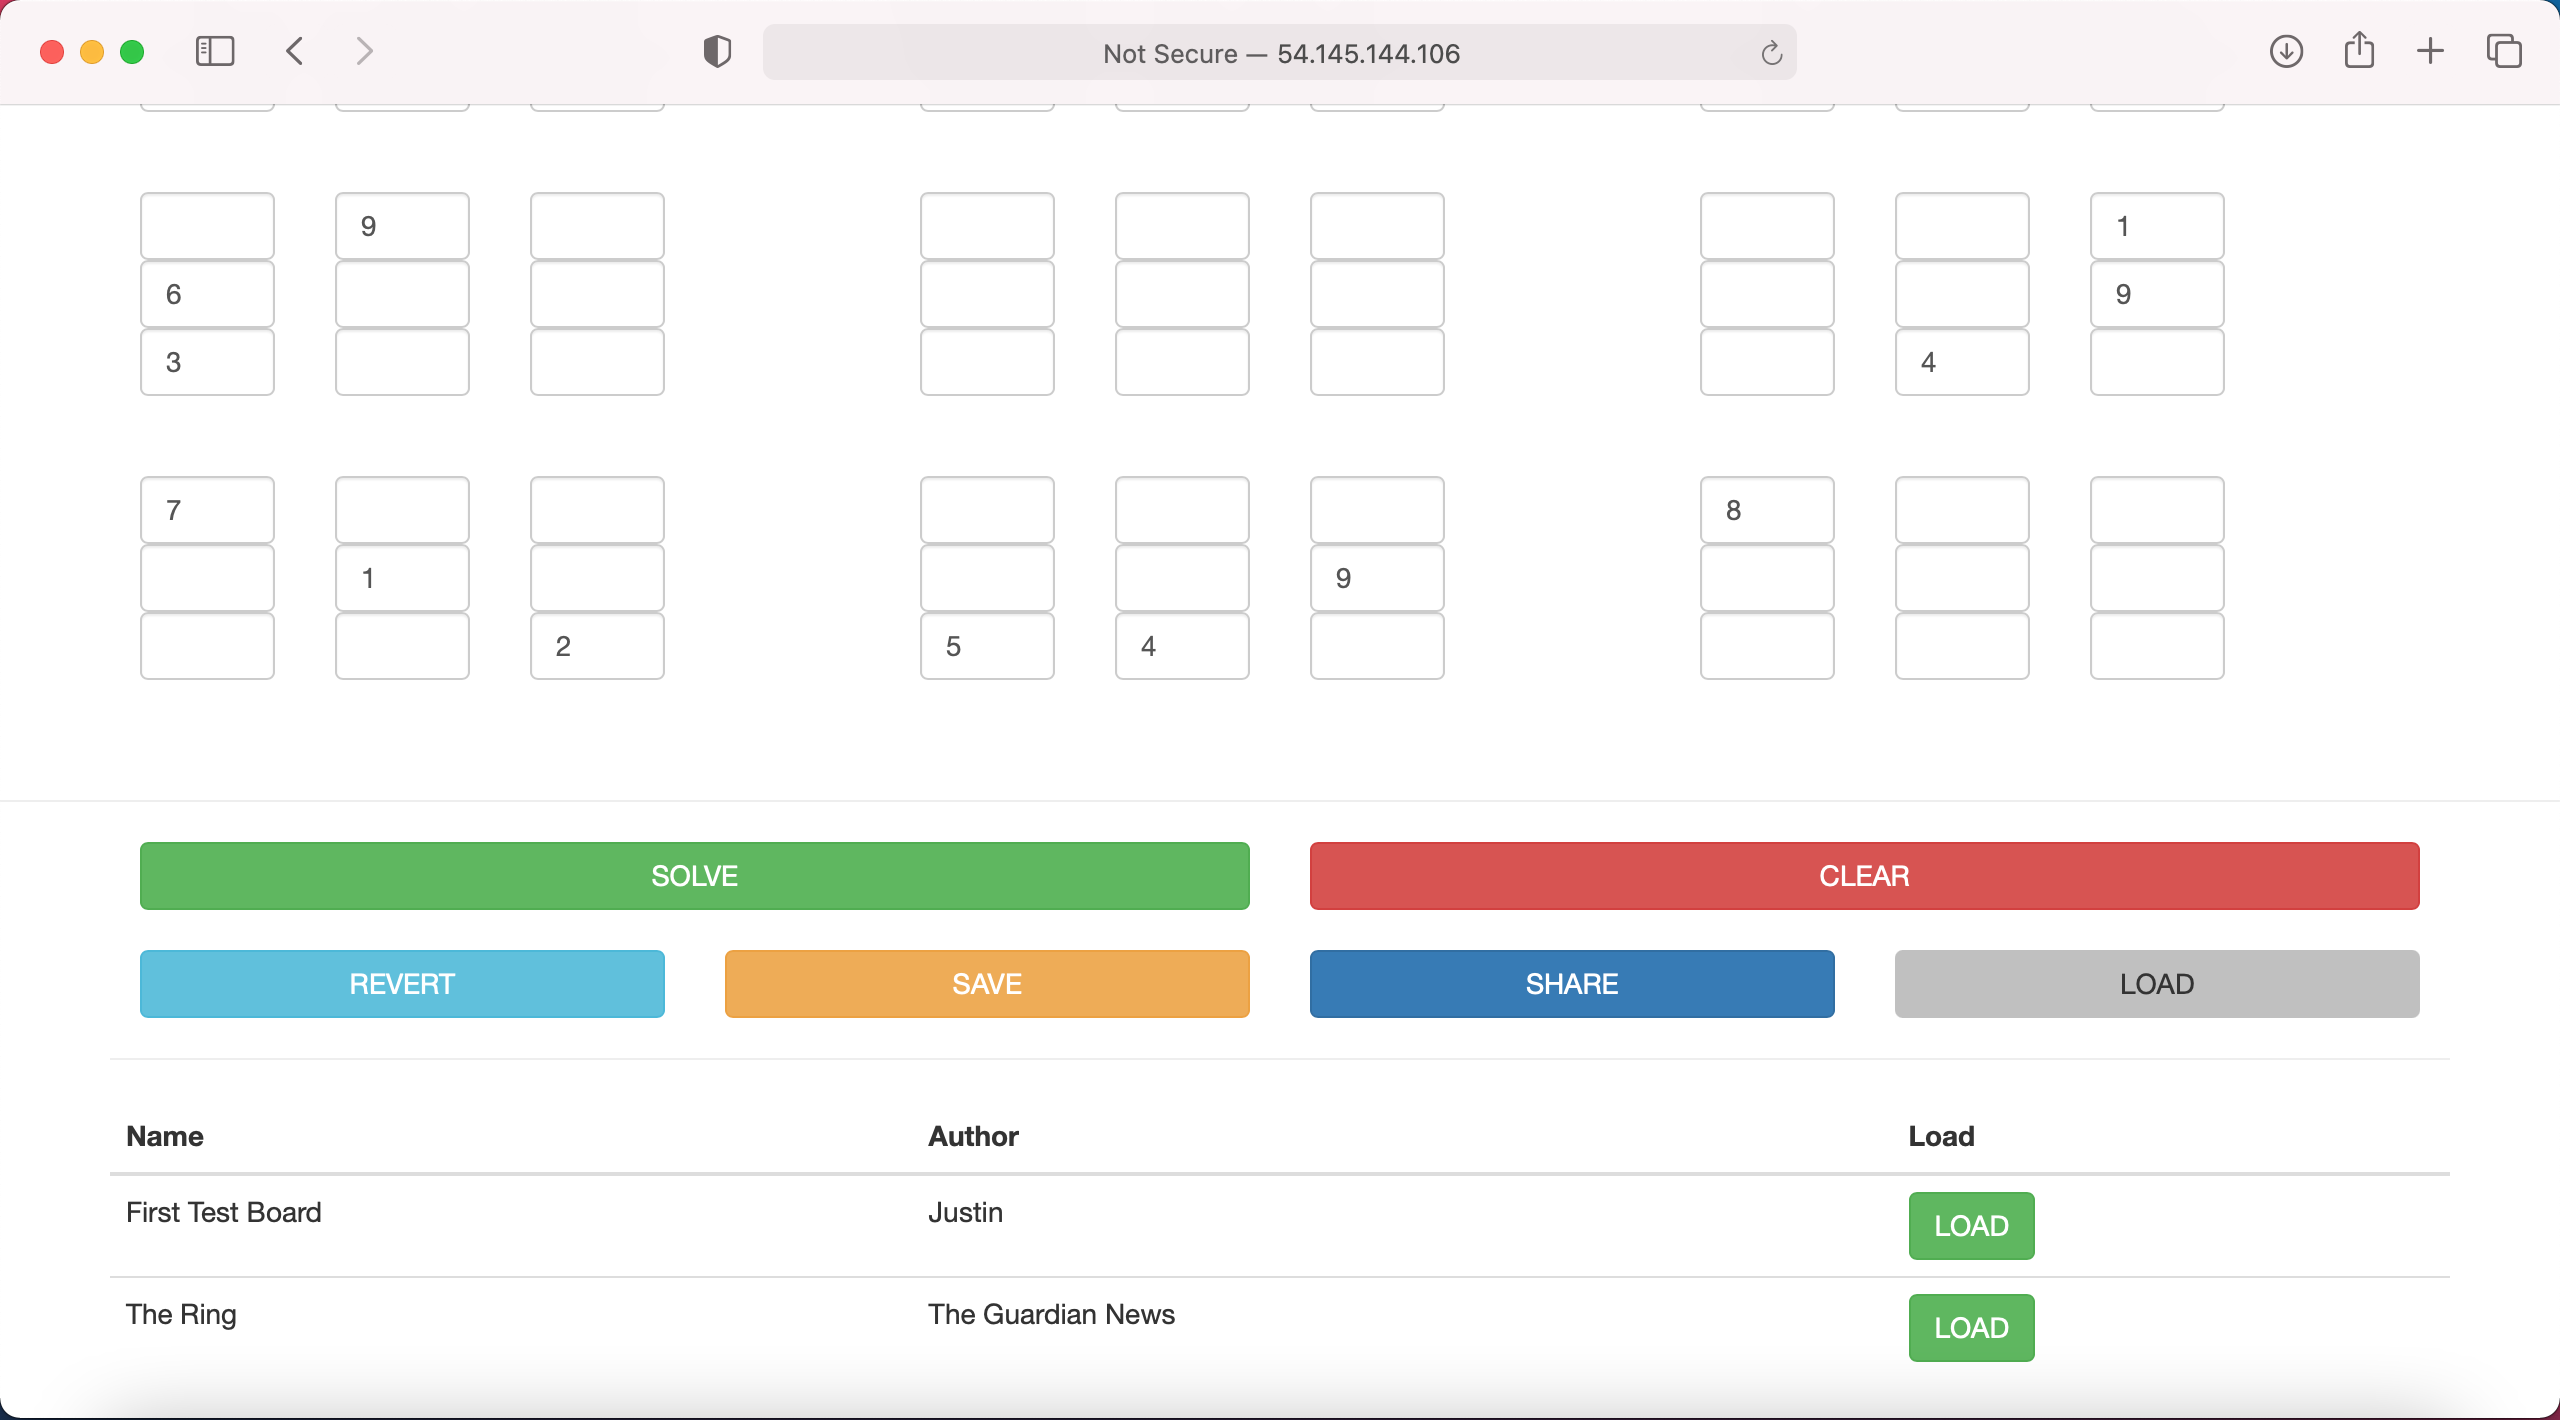 Not Secure — 54.145.144.106
9 1
6 9
3 4
7 8
1 9
2 5 4
SOLVE CLEAR
REVERT SAVE SHARE LOAD
Name Author Load
First Test Board Justin LOAD
The Ring The Guardian News LOAD